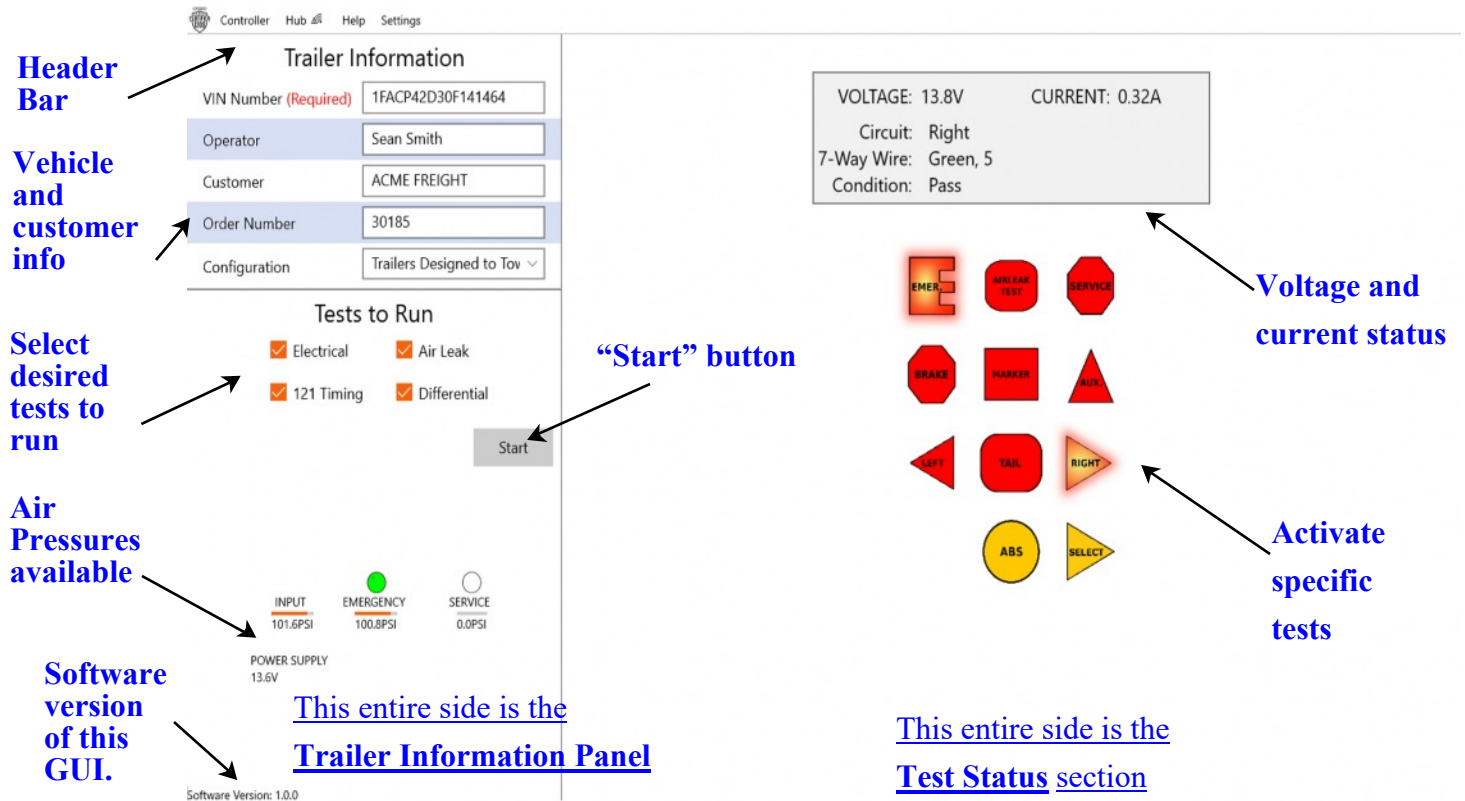 Controller Hub Help Settings
Header
Bar
Vehicle
and
customer
info
Select
desired
tests to
run
Air
Pressures
available
Software
version
of this
GUI.
Trailer Information
VIN Number (Required) 1FACP42D30F141464
Operator Sean Smith
Customer ACME FREIGHT
Order Number 30185
Configuration Trailers Designed to Tov
Tests to Run
Electrical Air Leak
121 Timing Differential
Start
“Start” button
INPUT EMERGENCY SERVICE
101.6PSI 100.8PSI 0.0PSI
POWER SUPPLY
13.6V
This entire side is the
Trailer Information Panel
Software Version: 1.0.0
VOLTAGE: 13.8V CURRENT: 0.32A
Circuit: Right
7-Way Wire: Green, 5
Condition: Pass
Voltage and
current status
EMER. AIRLEAK TEST SERVICE
BRAKE MARKER AUX.
LEFT TAIL RIGHT
ABS SELECT
Activate
specific
tests
This entire side is the
Test Status section